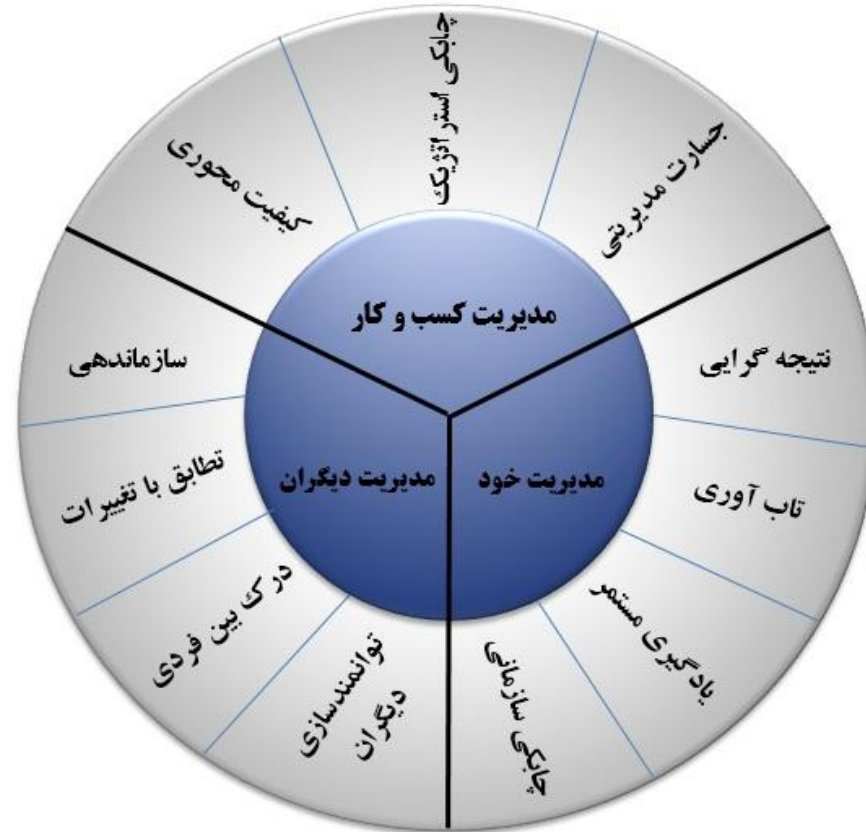 چابکی استراتژیک
جسارت مدیریتی
کیفیت محوری
مدیریت کسب و کار
نتیجه گرایی
سازماندهی
تاب آوری
تطابق با تغییرات
مدیریت خود
مدیریت دیگران
یادگیری مستمر
درک بین فردی
چابکی سازمانی
توانمندسازی
دیگران